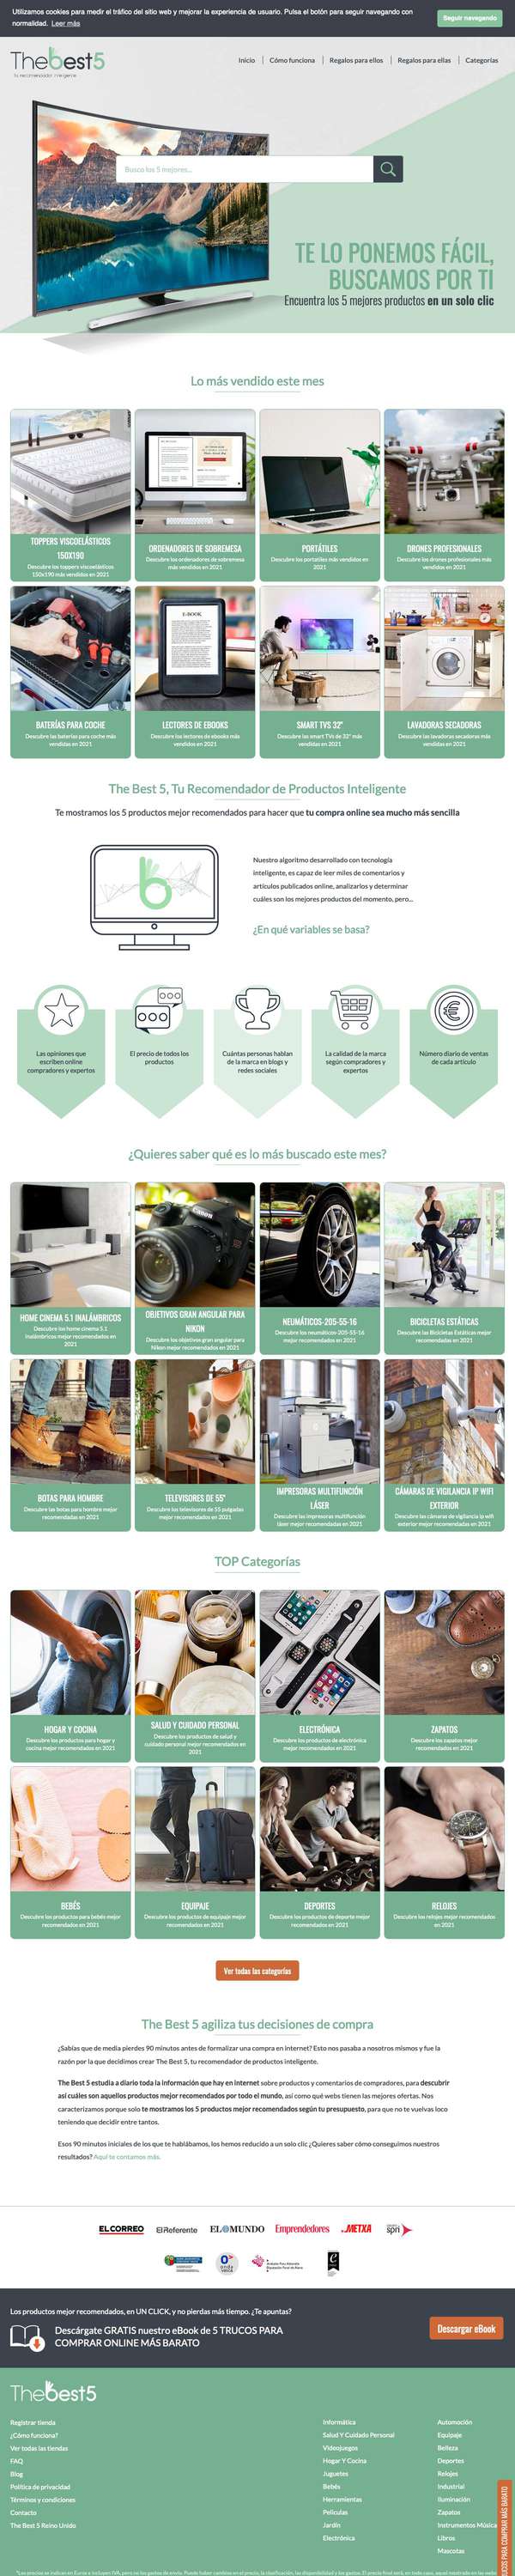 Utilizamos cookies para medir el tráfico del sitio web y mejorar la experiencia de usuario. Pulsa el botón para seguir navegando con
normalidad. Leer más
Seguir navegando
Thebest5
tu recomendador inteligente
Inicio
Cómo funciona
Regalos para ellos
Regalos para ellas
Categorías
Busca los 5 mejores...
TE LO PONEMOS FÁCIL,
BUSCAMOS POR TI
Encuentra los 5 mejores productos en un solo clic
Lo más vendido este mes
TOPPERS VISCOELÁSTICOS
150X190
Descubre los toppers viscoelásticos
150x190 más vendidos en 2021
ORDENADORES DE SOBREMESA
Descubre los ordenadores de sobremesa
más vendidos en 2021
PORTÁTILES
Descubre los portátiles más vendidos en
2021
DRONES PROFESIONALES
Descubre los drones profesionales más
vendidos en 2021
E-BOOK
BATERÍAS PARA COCHE
Descubre las baterías para coche más
vendidas en 2021
LECTORES DE EBOOKS
Descubre los lectores de ebooks más
vendidos en 2021
SMART TVS 32"
Descubre las smart TVs de 32" más
vendidas en 2021
LAVADORAS SECADORAS
Descubre las lavadoras secadoras más
vendidas en 2021
The Best 5, Tu Recomendador de Productos Inteligente
Te mostramos los 5 productos mejor recomendados para hacer que tu compra online sea mucho más sencilla
Nuestro algoritmo desarrollado con tecnología
inteligente, es capaz de leer miles de comentarios y
artículos publicados online, analizarlos y determinar
cuáles son los mejores productos del momento, pero...
¿En qué variables se basa?
Las opiniones que
escriben online
compradores y expertos
El precio de todos los
productos
Cuántas personas hablan
de la marca en blogs y
redes sociales
La calidad de la marca
según compradores y
expertos
Número diario de ventas
de cada artículo
¿Quieres saber qué es lo más buscado este mes?
Canon
HOME CINEMA 5.1 INALÁMBRICOS
Descubre los home cinema 5.1
inalámbricos mejor recomendados en
2021
OBJETIVOS GRAN ANGULAR PARA
NIKON
Descubre los objetivos gran angular para
Nikon mejor recomendados en 2021
NEUMÁTICOS-205-55-16
Descubre los neumáticos-205-55-16
mejor recomendados en 2021
BICICLETAS ESTÁTICAS
Descubre las Bicicletas Estáticas mejor
recomendadas en 2021
BOTAS PARA HOMBRE
Descubre las botas para hombre mejor
recomendadas en 2021
TELEVISORES DE 55"
Descubre los televisores de 55 pulgadas
mejor recomendados en 2021
IMPRESORAS MULTIFUNCIÓN
LÁSER
Descubre las impresoras multifunción
láser mejor recomendadas en 2021
CÁMARAS DE VIGILANCIA IP WIFI
EXTERIOR
Descubre las cámaras de vigilancia ip wifi
exterior mejor recomendadas en 2021
TOP Categorías
HOGAR Y COCINA
Descubre los productos para hogar y
cocina mejor recomendados en 2021
SALUD Y CUIDADO PERSONAL
Descubre los productos de salud y
cuidado personal mejor recomendados en
2021
ELECTRÓNICA
Descubre los productos de electrónica
mejor recomendados en 2021
ZAPATOS
Descubre los zapatos mejor
recomendados en 2021
BEBÉS
Descubre los productos para bebés mejor
recomendados en 2021
EQUIPAJE
Descubre los productos de equipaje mejor
recomendados en 2021
DEPORTES
Descubre los productos de deporte mejor
recomendados en 2021
RELOJES
Descubre los relojes mejor recomendados
en 2021
Ver todas las categorías
The Best 5 agiliza tus decisiones de compra
¿Sabías que de media pierdes 90 minutos antes de formalizar una compra en internet? Esto nos pasaba a nosotros mismos y fue la
razón por la que decidimos crear The Best 5, tu recomendador de productos inteligente.
The Best 5 estudia a diario toda la información que hay en internet sobre productos y comentarios de compradores, para descubrir
así cuáles son aquellos productos mejor recomendados por todo el mundo, así como qué webs tienen las mejores ofertas. Nos
caracterizamos porque solo te mostramos los 5 productos mejor recomendados según tu presupuesto, para que no te vuelvas loco
teniendo que decidir entre tantos.
Esos 90 minutos iniciales de los que te hablábamos, los hemos reducido a un solo clic ¿Quieres saber cómo conseguimos nuestros
resultados? Aquí te contamos más.
EL CORREO
El Referente
EL MUNDO
Emprendedores
METXA
spri
onda vasca
Los productos mejor recomendados, en UN CLICK, y no pierdas más tiempo. ¿Te apuntas?
Descárgate GRATIS nuestro eBook de 5 TRUCOS PARA
COMPRAR ONLINE MÁS BARATO
Descargar eBook
Thebest5
Registrar tienda
¿Cómo funciona?
Ver todas las tiendas
FAQ
Blog
Política de privacidad
Términos y condiciones
Contacto
The Best 5 Reino Unido
Informática
Salud Y Cuidado Personal
Videojuegos
Hogar Y Cocina
Juguetes
Bebés
Herramientas
Películas
Jardín
Electrónica
Automoción
Equipaje
Belleza
Deportes
Relojes
Industrial
Iluminación
Zapatos
Instrumentos Música
Libros
Mascotas
COS PARA COMPRAR MÁS BARATO